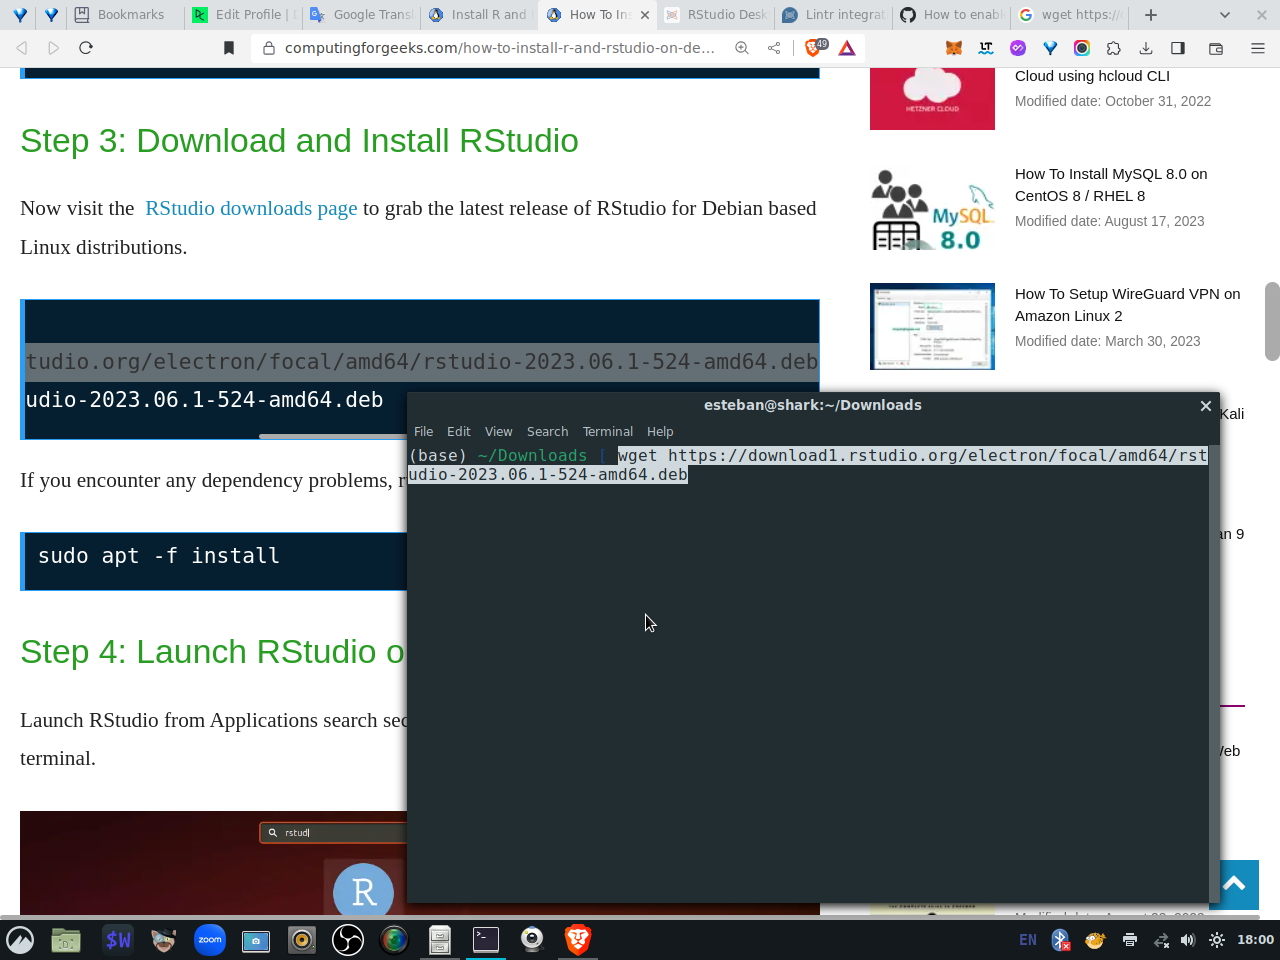 Bookmarks
Edit Profile |
Google Trans
Install R and
How To Ins
RStudio Desk
Lintr integrat
How to enabl
wget https://
computingforgeeks.com/how-to-install-r-and-rstudio-on-de...
49
LT
Step 3: Download and Install RStudio
Now visit the RStudio downloads page to grab the latest release of RStudio for Debian based
Linux distributions.
tudio.org/electron/focal/amd64/rstudio-2023.06.1-524-amd64.deb
udio-2023.06.1-524-amd64.deb
If you encounter any dependency problems, r
sudo apt -f install
Step 4: Launch RStudio o
Launch RStudio from Applications search sec
terminal.
rstud
R
HETZNER CLOUD
Cloud using hcloud CLI
Modified date: October 31, 2022
MySQL
8.0
How To Install MySQL 8.0 on
CentOS 8 / RHEL 8
Modified date: August 17, 2023
How To Setup WireGuard VPN on
Amazon Linux 2
Modified date: March 30, 2023
Kali
an 9
Web
esteban@shark:~/Downloads
File Edit View Search Terminal Help
(base) ~/Downloads [ wget https://download1.rstudio.org/electron/focal/amd64/rst
udio-2023.06.1-524-amd64.deb
$W
zoom
>_
EN
18:00